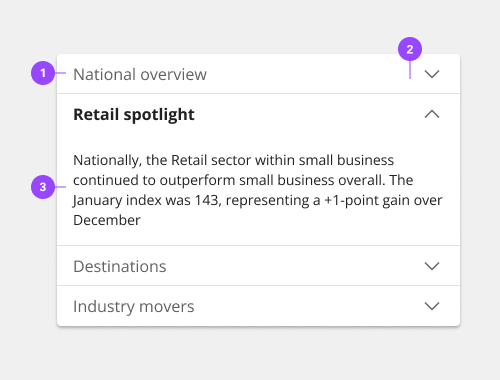 2
1
National overview
Retail spotlight
3
Nationally, the Retail sector within small business
continued to outperform small business overall. The
January index was 143, representing a +1-point gain over
December
Destinations
Industry movers